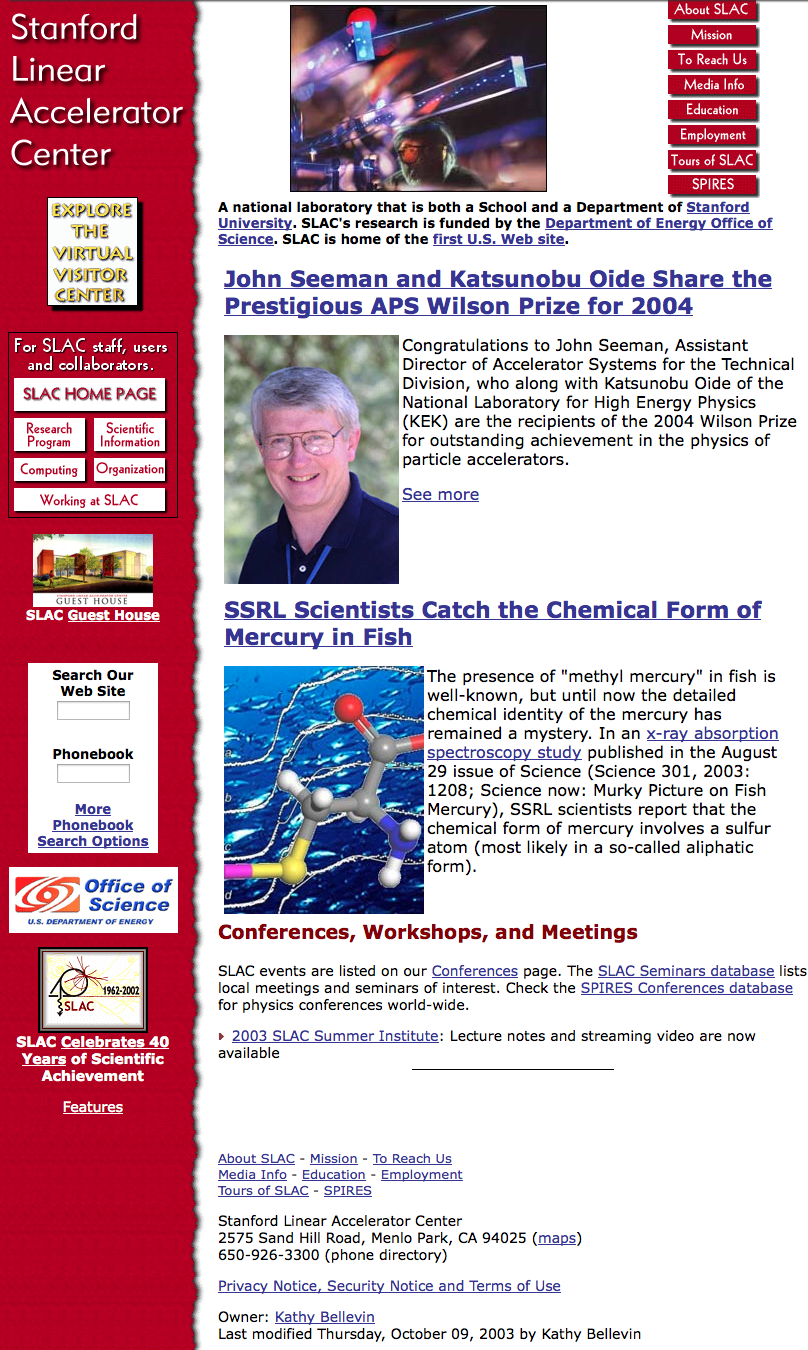 Stanford
Linear
Accelerator
Center
EXPLORE
THE
VIRTUAL
VISITOR
CENTER
For SLAC staff, users
and collaborators.
SLAC HOME PAGE
Research
Program
Scientific
Information
Computing
Organization
Working at SLAC
GUEST HOUSE
SLAC Guest House
Search Our
Web Site
Phonebook
More
Phonebook
Search Options
Office of
Science
U.S. DEPARTMENT OF ENERGY
1962-2002
SLAC
SLAC Celebrates 40
Years of Scientific
Achievement
Features
About SLAC
Mission
To Reach Us
Media Info
Education
Employment
Tours of SLAC
SPIRES
A national laboratory that is both a School and a Department of Stanford
University. SLAC's research is funded by the Department of Energy Office of
Science. SLAC is home of the first U.S. Web site.
John Seeman and Katsunobu Oide Share the
Prestigious APS Wilson Prize for 2004
Congratulations to John Seeman, Assistant
Director of Accelerator Systems for the Technical
Division, who along with Katsunobu Oide of the
National Laboratory for High Energy Physics
(KEK) are the recipients of the 2004 Wilson Prize
for outstanding achievement in the physics of
particle accelerators.
See more
SSRL Scientists Catch the Chemical Form of
Mercury in Fish
The presence of "methyl mercury" in fish is
well-known, but until now the detailed
chemical identity of the mercury has
remained a mystery. In an x-ray absorption
spectroscopy study published in the August
29 issue of Science (Science 301, 2003:
1208; Science now: Murky Picture on Fish
Mercury), SSRL scientists report that the
chemical form of mercury involves a sulfur
atom (most likely in a so-called aliphatic
form).
Conferences, Workshops, and Meetings
SLAC events are listed on our Conferences page. The SLAC Seminars database lists
local meetings and seminars of interest. Check the SPIRES Conferences database
for physics conferences world-wide.
2003 SLAC Summer Institute: Lecture notes and streaming video are now
available
About SLAC - Mission - To Reach Us
Media Info - Education - Employment
Tours of SLAC - SPIRES
Stanford Linear Accelerator Center
2575 Sand Hill Road, Menlo Park, CA 94025 (maps)
650-926-3300 (phone directory)
Privacy Notice, Security Notice and Terms of Use
Owner: Kathy Bellevin
Last modified Thursday, October 09, 2003 by Kathy Bellevin